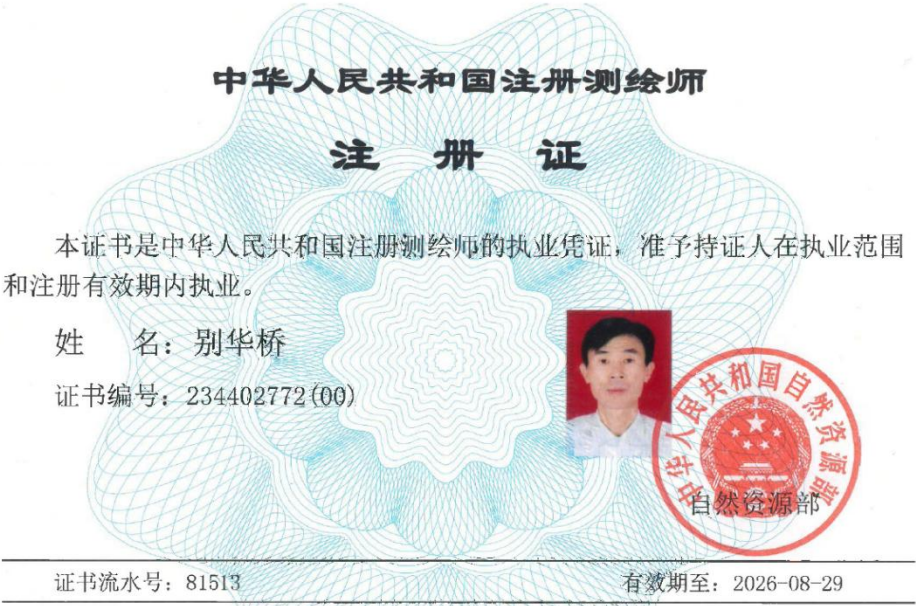 中华人民共和国注册测绘师
注 册 证
本证书是中华人民共和国注册测绘师的执业凭证，准予持证人在执业范围
和注册有效期内执业。
姓 名：别华桥
证书编号：234402772(00)
中华人民共和国自然资源部
自然资源部
证书流水号：81513
有效期至：2026-08-29